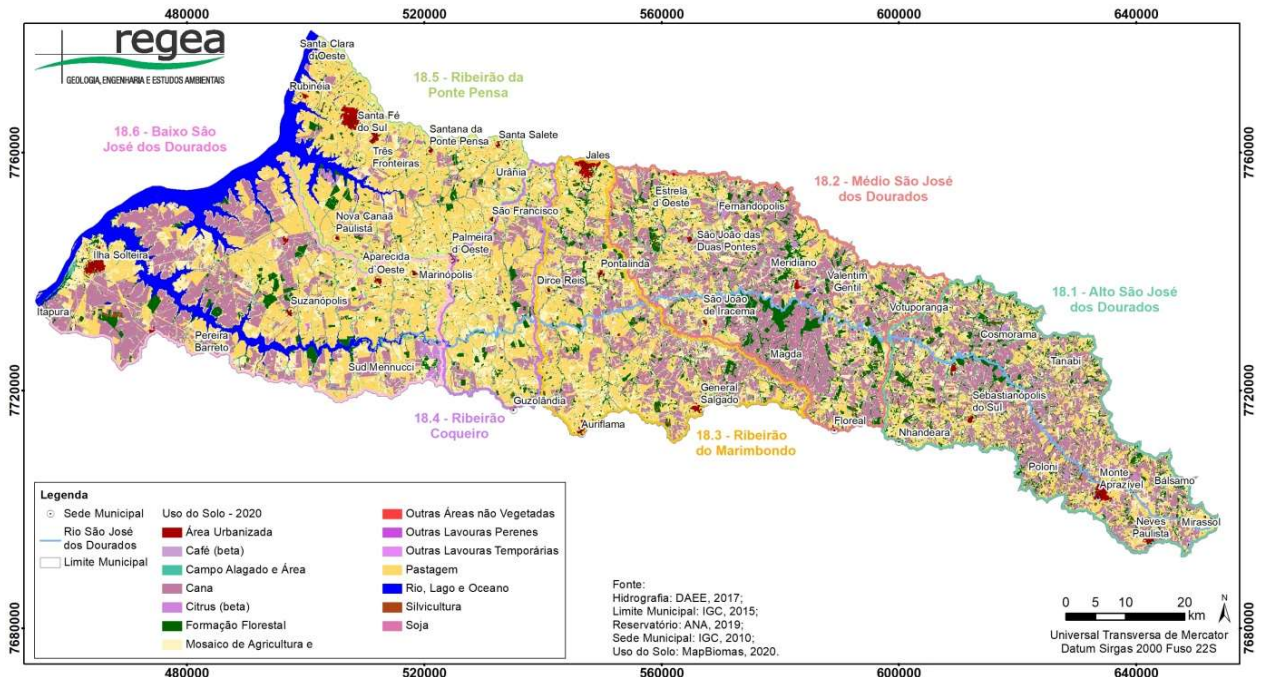 480000 520000 560000 600000 640000
regea
GEOLOGIA, ENGENHARIA E ESTUDOS AMBIENTAIS
Santa Clara
d´Oeste
18.5 - Ribeirão da
Ponte Pensa
Rubinéia
Santa Fé
do Sul
Santana da
Ponte Pensa
Santa Salete
18.6 - Baixo São
José dos Dourados
Três
Fronteiras
7760000
Jales
7760000
Urânia
18.2 - Médio São José
dos Dourados
Estrela
d´Oeste
Fernandópolis
Nova Canaã
Paulista
São Francisco
Palmeira
d´Oeste
São João das
Duas Pontes
Ilha Solteira
Aparecida
d´Oeste
Marinópolis
Dirce Reis
Pontalinda
Meridiano
Valentim
Gentil
18.1 - Alto São José
dos Dourados
Itapura
Suzanópolis
São João
de Iracema
Votuporanga
Pereira
Barreto
Cosmorama
Tanabi
Magda
Sud Mennucci
7720000
General
Salgado
Sebastianópolis
do Sul
7720000
Guzolândia
18.4 - Ribeirão
Coqueiro
Auriflama
18.3 - Ribeirão
do Marimbondo
Floreal
Nhandeara
Poloni
Monte
Aprazível
Bálsamo
Neves
Paulista
Mirassol
Legenda
Sede Municipal
Rio São José
dos Dourados
Limite Municipal
Uso do Solo - 2020
Área Urbanizada
Café (beta)
Campo Alagado e Área
Cana
Citrus (beta)
Formação Florestal
Mosaico de Agricultura e
Outras Áreas não Vegetadas
Outras Lavouras Perenes
Outras Lavouras Temporárias
Pastagem
Rio, Lago e Oceano
Silvicultura
Soja
Fonte:
Hidrografia: DAEE, 2017;
Limite Municipal: IGC, 2015;
Reservatório: ANA, 2019;
Sede Municipal: IGC, 2010;
Uso do Solo: MapBiomas, 2020.
0 5 10 20
km
N
Universal Transversa de Mercator
Datum Sirgas 2000 Fuso 22S
7680000
7680000
480000 520000 560000 600000 640000